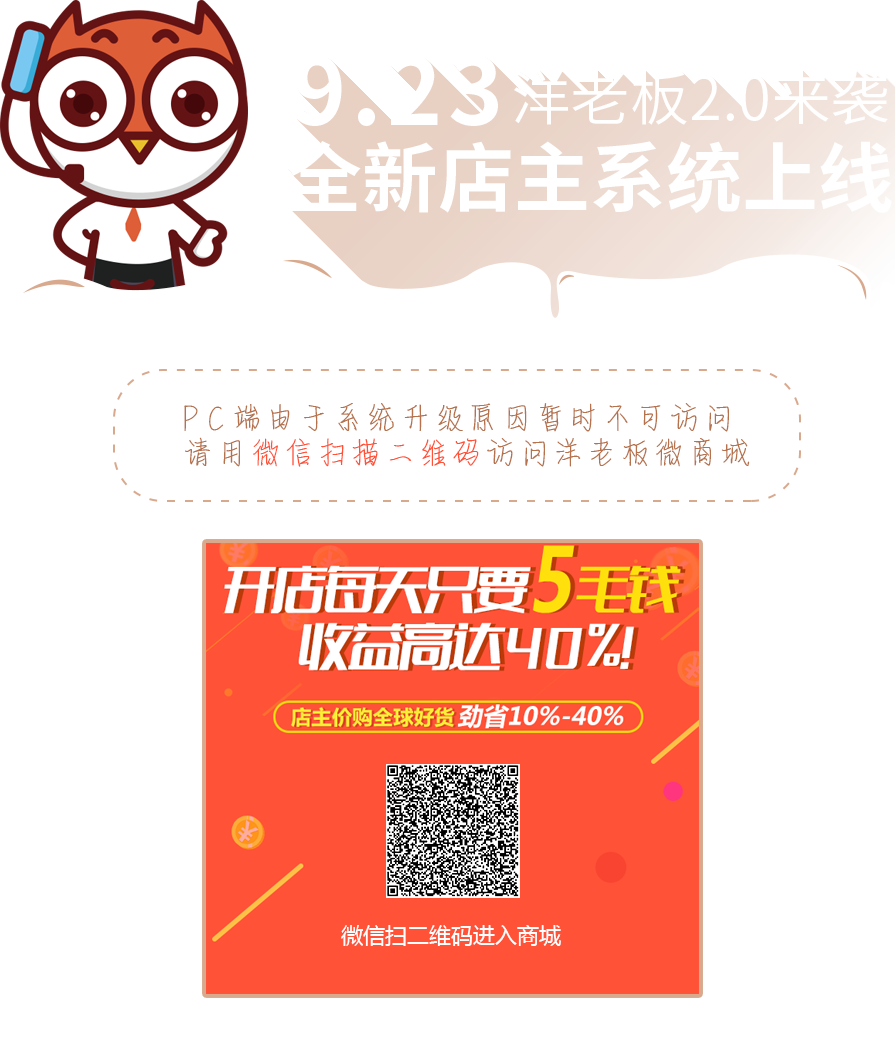 9.23 洋老板2.0来袭
全新店主系统上线
PC端由于系统升级原因暂时不可访问
请用微信扫描二维码访问洋老板微商城
开店每天只要5毛钱
收益高达40%!
店主价购全球好货 劲省10%-40%
微信扫二维码进入商城